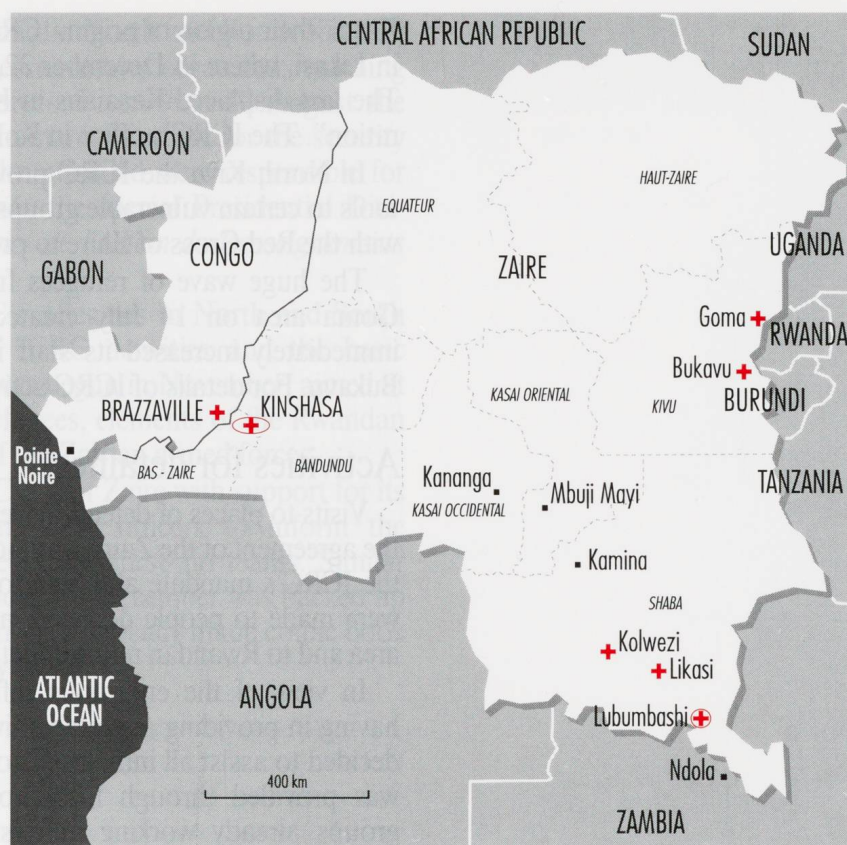 CENTRAL AFRICAN REPUBLIC
SUDAN
CAMEROON
HAUT-ZAIRE
EQUATEUR
CONGO
UGANDA
GABON
ZAIRE
Goma
RWANDA
Bukavu
KASAI ORIENTAL
KIVU
BURUNDI
BRAZZAVILLE
KINSHASA
Pointe
Noire
BAS - ZAIRE
BANDUNDU
Kananga
TANZANIA
Mbuji Mayi
KASAI OCCIDENTAL
Kamina
SHABA
Kolwezi
Likasi
ATLANTIC
OCEAN
ANGOLA
Lubumbashi
400 km
Ndola
ZAMBIA